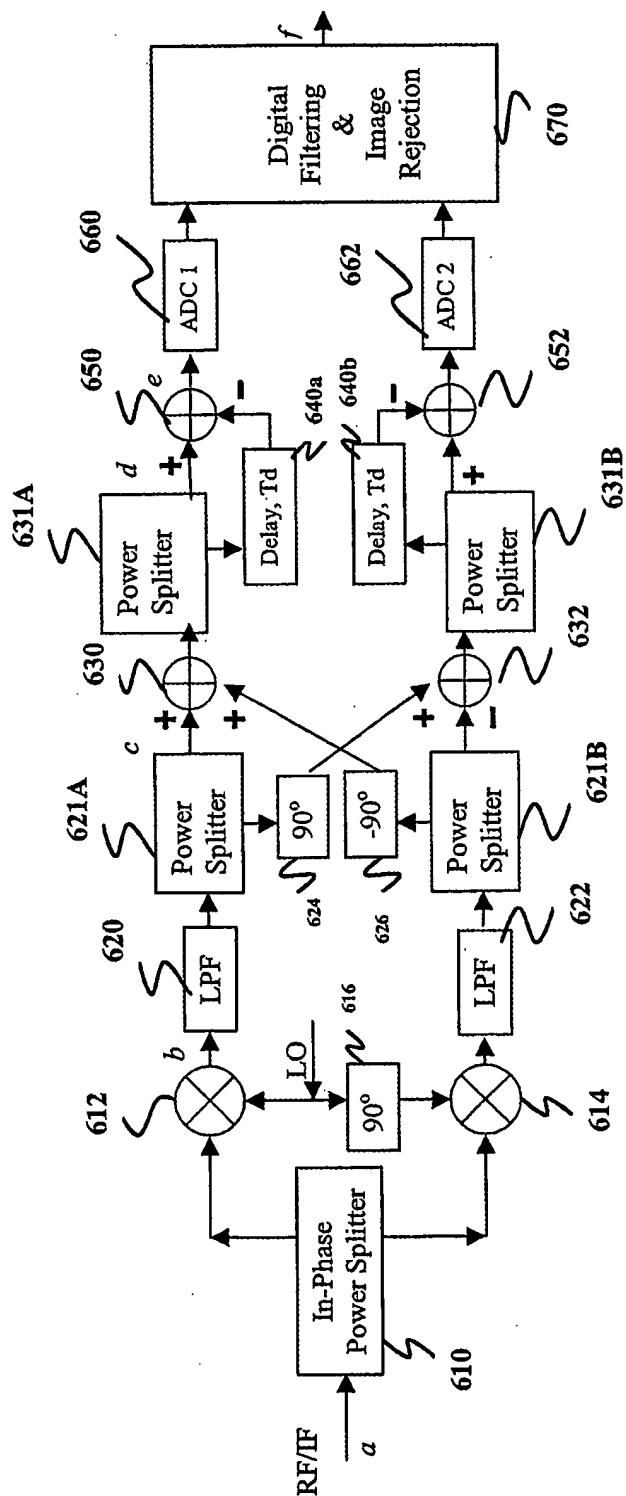 RF/IF
a
In-Phase
Power Splitter
610
612
b
LO
90°
616
614
620
LPF
LPF
622
621A
Power
Splitter
c
90°
624
-90°
626
Power
Splitter
621B
630
+
+
+
-
632
631A
Power
Splitter
d
+
650
e
-
Delay, Td
640a
Delay, Td
640b
-
+
Power
Splitter
631B
652
660
ADC 1
662
ADC 2
Digital
Filtering
&
Image
Rejection
670
f